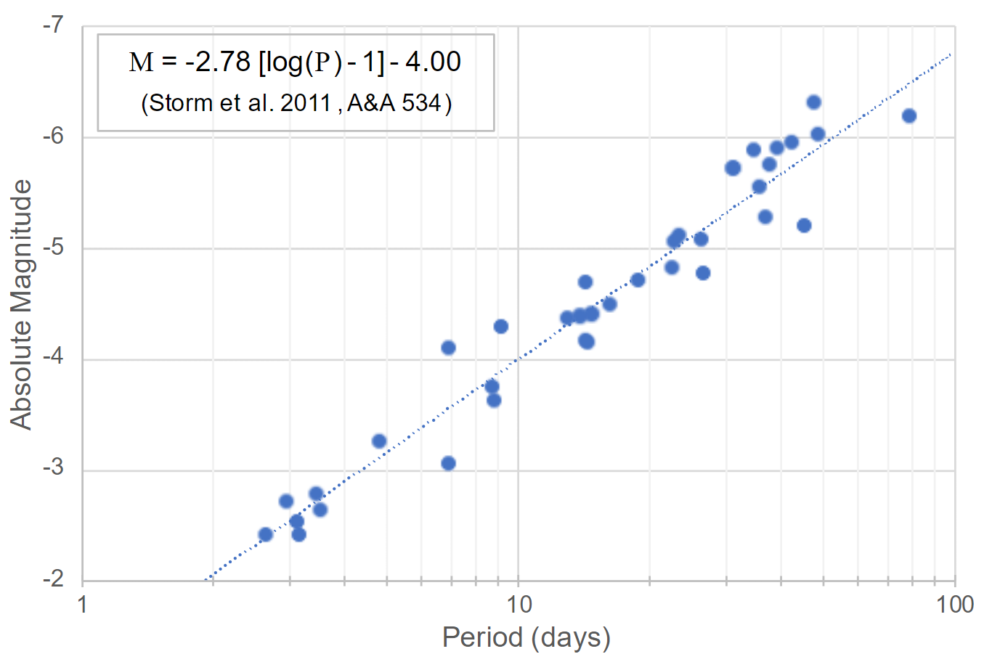 -7
M = -2.78 [log(P) - 1] - 4.00
(Storm et al. 2011 , A&A 534)
-6
-5
-4
-3
-2
Absolute Magnitude
1 10 100
Period (days)